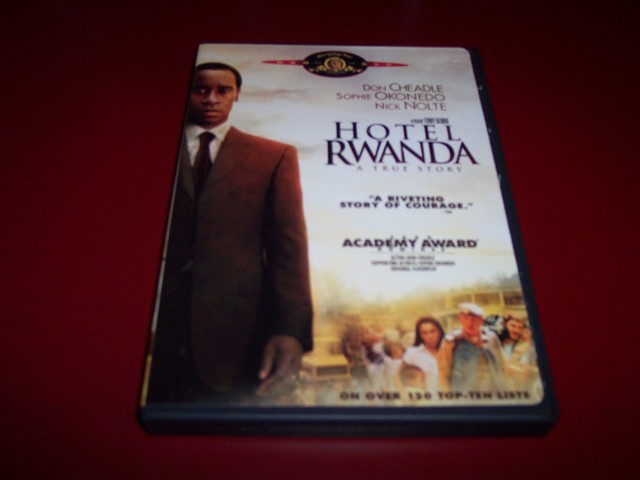 DON CHEADLE
SOPHIE OKONEDO
NICK NOLTE
HOTEL
RWANDA
A TRUE STORY
"A RIVETING
STORY OF COURAGE."
ACADEMY AWARD
ON OVER 120 TOP-TEN LISTS